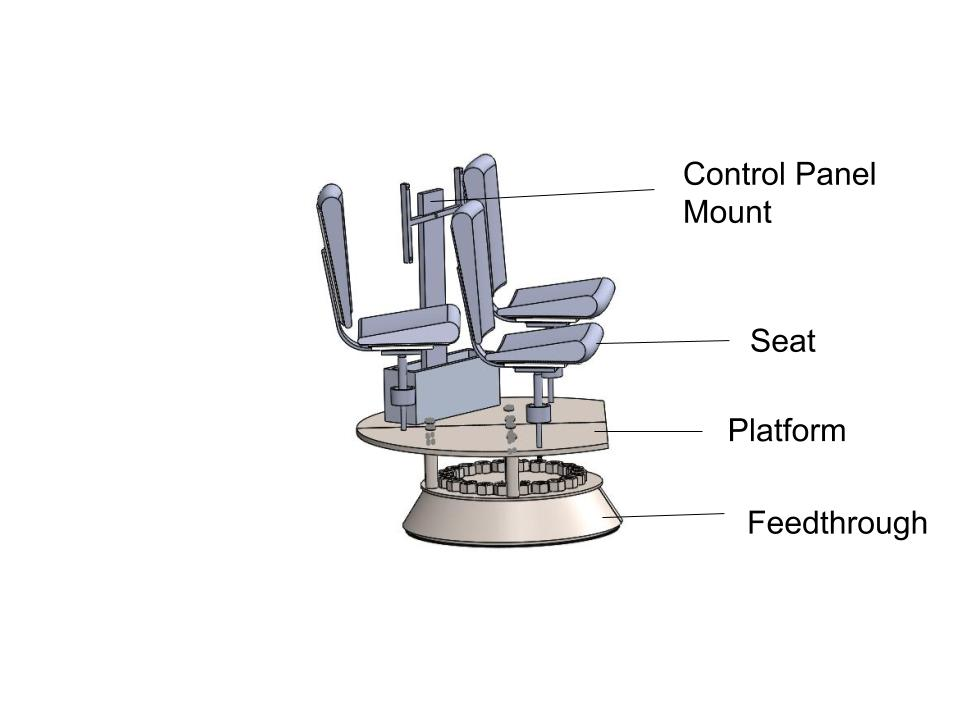 Control Panel
Mount
Seat
Platform
Feedthrough